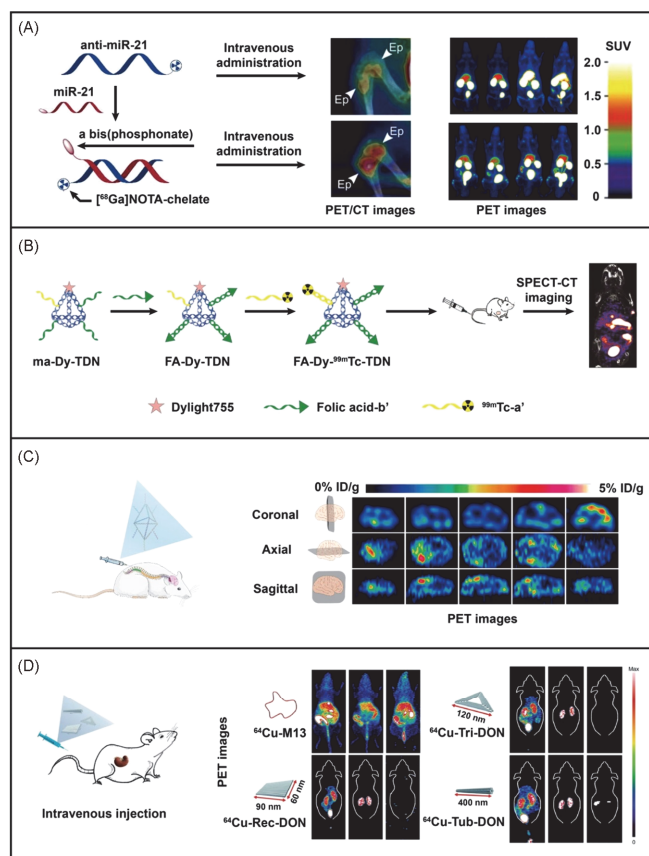 (A)
anti-miR-21
Intravenous
administration
miR-21
a bis(phosphonate)
Intravenous
administration
[⁶⁸Ga]NOTA-chelate
Ep
Ep
Ep
Ep
PET/CT images
PET images
SUV
2.0
1.5
1.0
0.5
0
(B)
SPECT-CT
imaging
ma-Dy-TDN
FA-Dy-TDN
FA-Dy-⁹⁹ᵐTc-TDN
Dylight755
Folic acid-b'
⁹⁹ᵐTc-a'
(C)
0% ID/g
5% ID/g
Coronal
Axial
Sagittal
PET images
(D)
Intravenous injection
PET images
⁶⁴Cu-M13
120 nm
⁶⁴Cu-Tri-DON
90 nm
60 nm
⁶⁴Cu-Rec-DON
400 nm
⁶⁴Cu-Tub-DON
Max
0